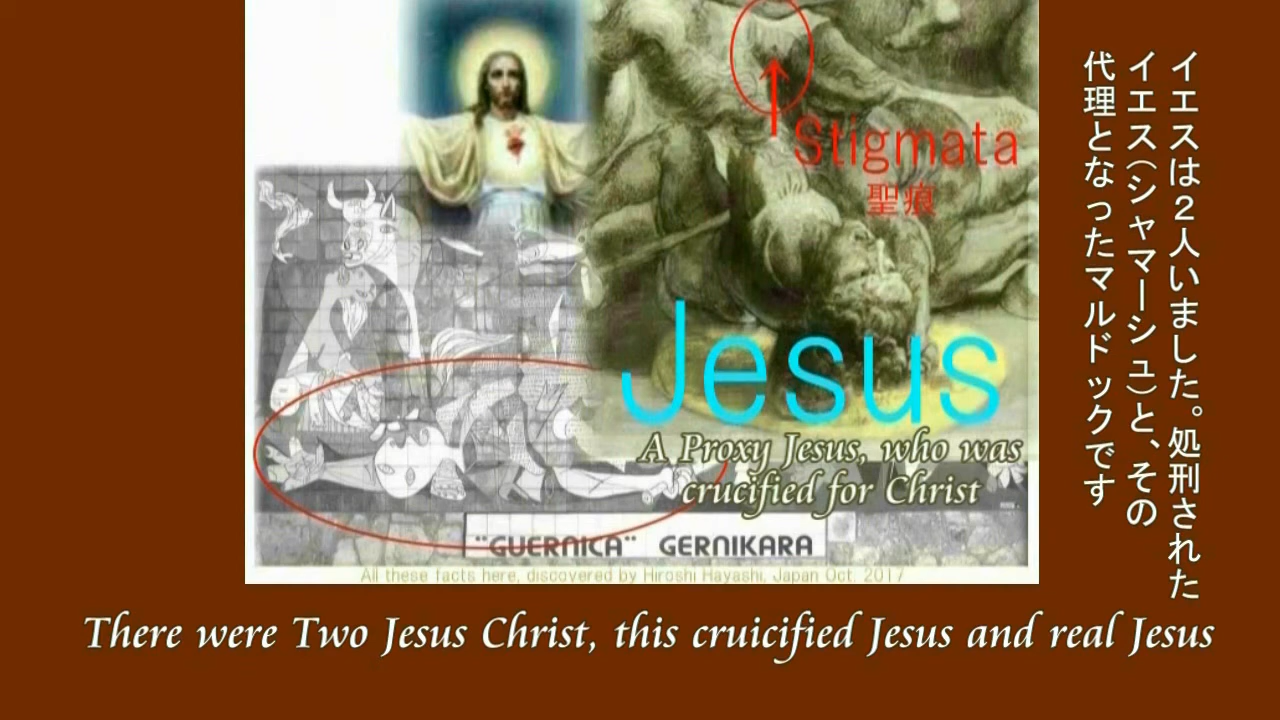 イエスは2人いました。処刑された
イエス(シャマーシュ)と、その
代理となったマルドックです
Stigmata
聖痕
Jesus
A Proxy Jesus, who was
crucified for Christ
"GUERNICA" GERNIKARA
All these facts here, discovered by Hiroshi Hayashi, Japan Oct. 2017
There were Two Jesus Christ, this cruicified Jesus and real Jesus